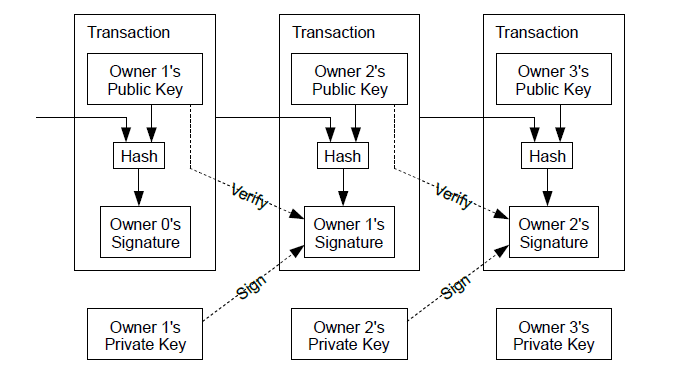 Transaction
Transaction
Transaction
Owner 1's
Public Key
Owner 2's
Public Key
Owner 3's
Public Key
Hash
Hash
Hash
Verify
Verify
Owner 0's
Signature
Owner 1's
Signature
Owner 2's
Signature
Sign
Sign
Owner 1's
Private Key
Owner 2's
Private Key
Owner 3's
Private Key